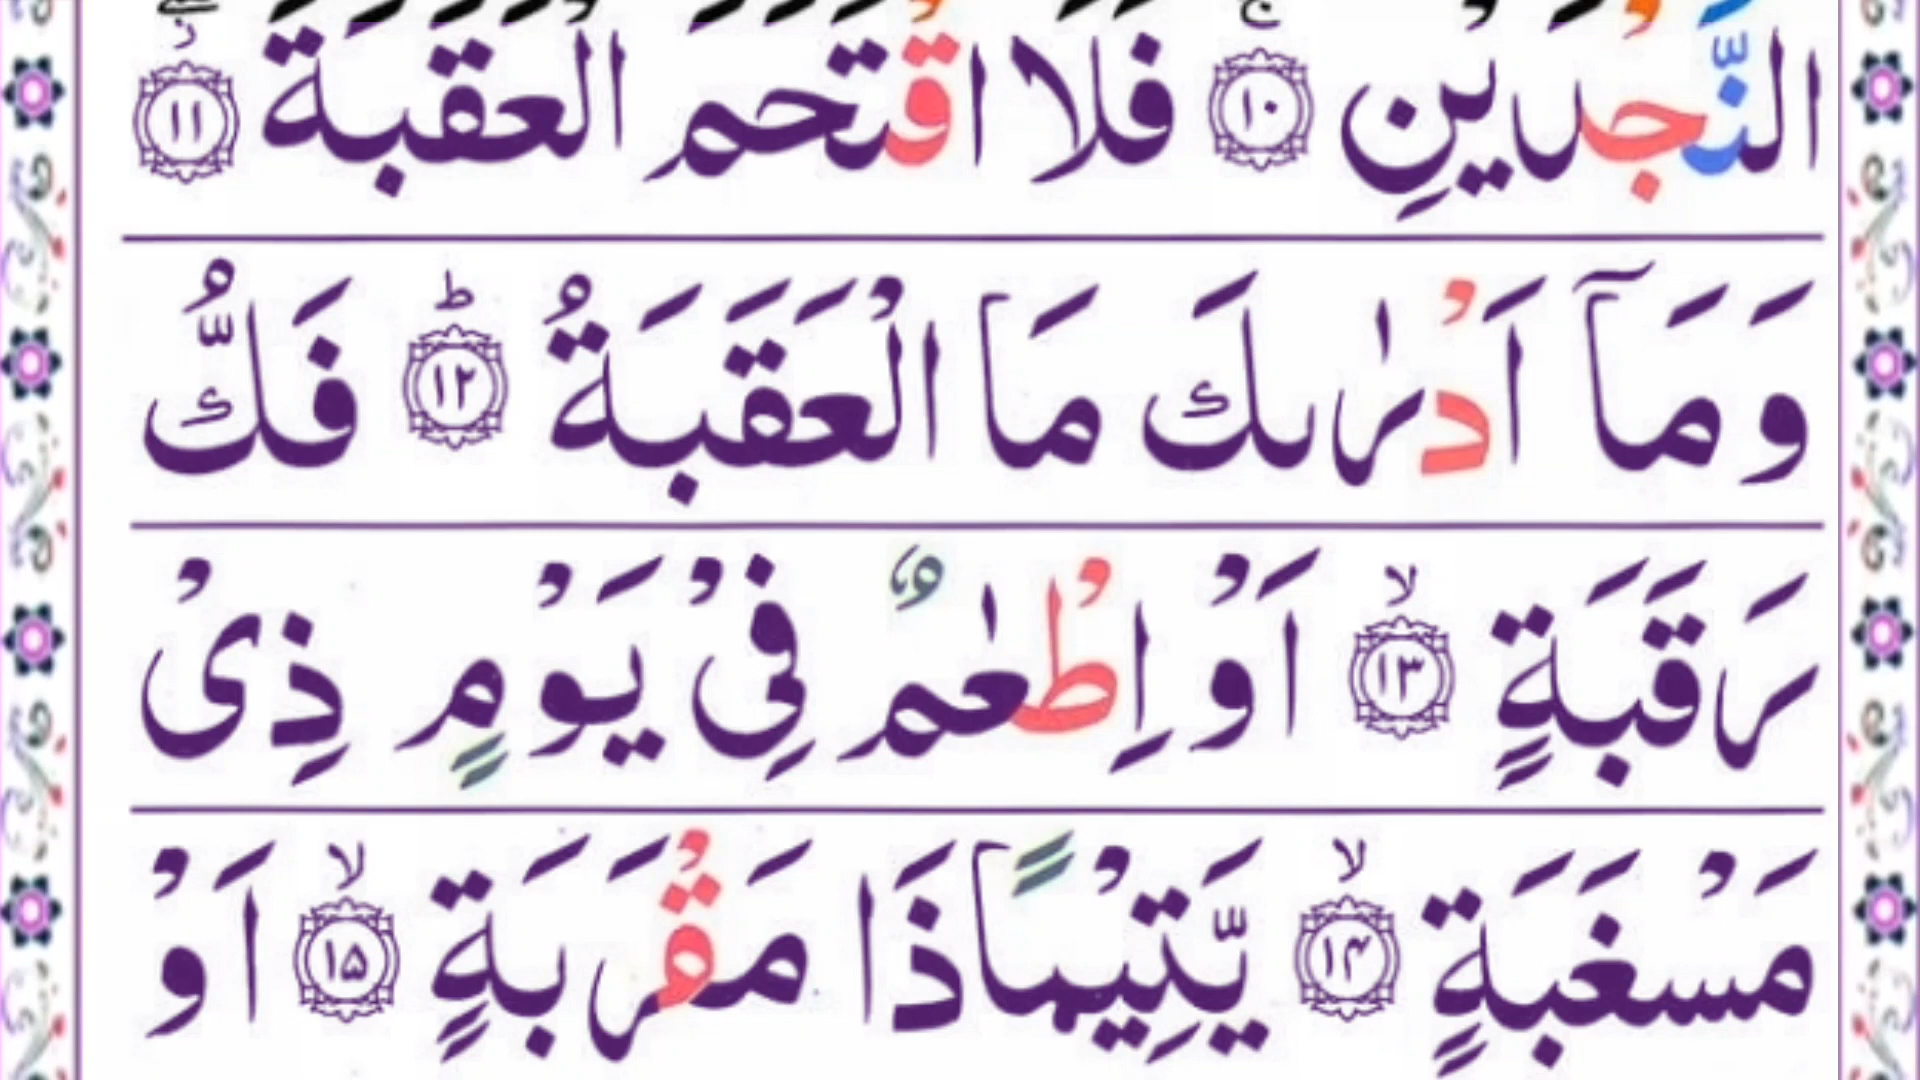 النَّجْدَيْنِ ۚ ۝١٠ فَلَا اقْتَحَمَ الْعَقَبَةَ ۝١١
وَمَاۤ اَدْرٰىكَ مَا الْعَقَبَةُ ؕ ۝١٢ فَكُّ
رَقَبَةٍ ۙ ۝١٣ اَوْ اِطْعٰمٌ فِيْ يَوْمٍ ذِيْ
مَسْغَبَةٍ ۙ ۝١٤ يَّتِيْمًا ذَا مَقْرَبَةٍ ۙ ۝١٥ اَوْ